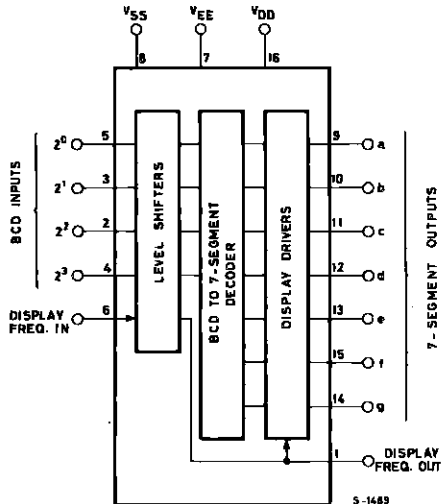 VSS VEE VDD
8 7 16
BCD INPUTS
2⁰ 5
2¹ 3
2² 2
2³ 4
DISPLAY
FREQ. IN
6
LEVEL SHIFTERS
BCD TO 7-SEGMENT
DECODER
DISPLAY DRIVERS
9 a
10 b
11 c
12 d
13 e
15 f
14 g
7-SEGMENT OUTPUTS
1 DISPLAY
FREQ. OUT
S-1489